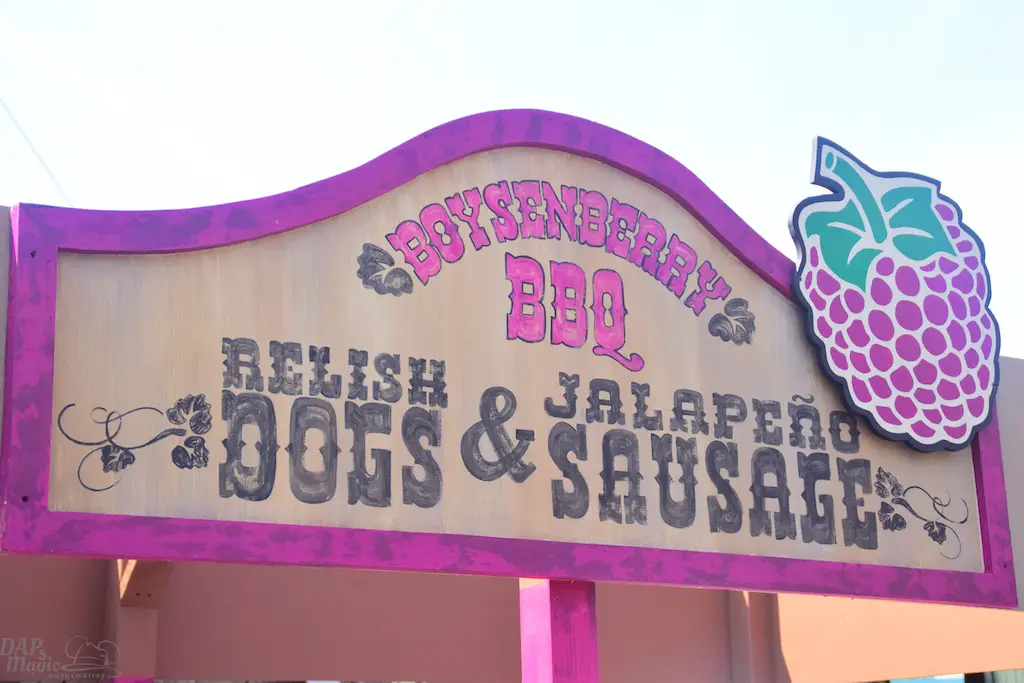 BOYSENBERRY
BBQ
RELISH
DOGS
&
JALAPEÑO
SAUSAGE
DAPs
Magic